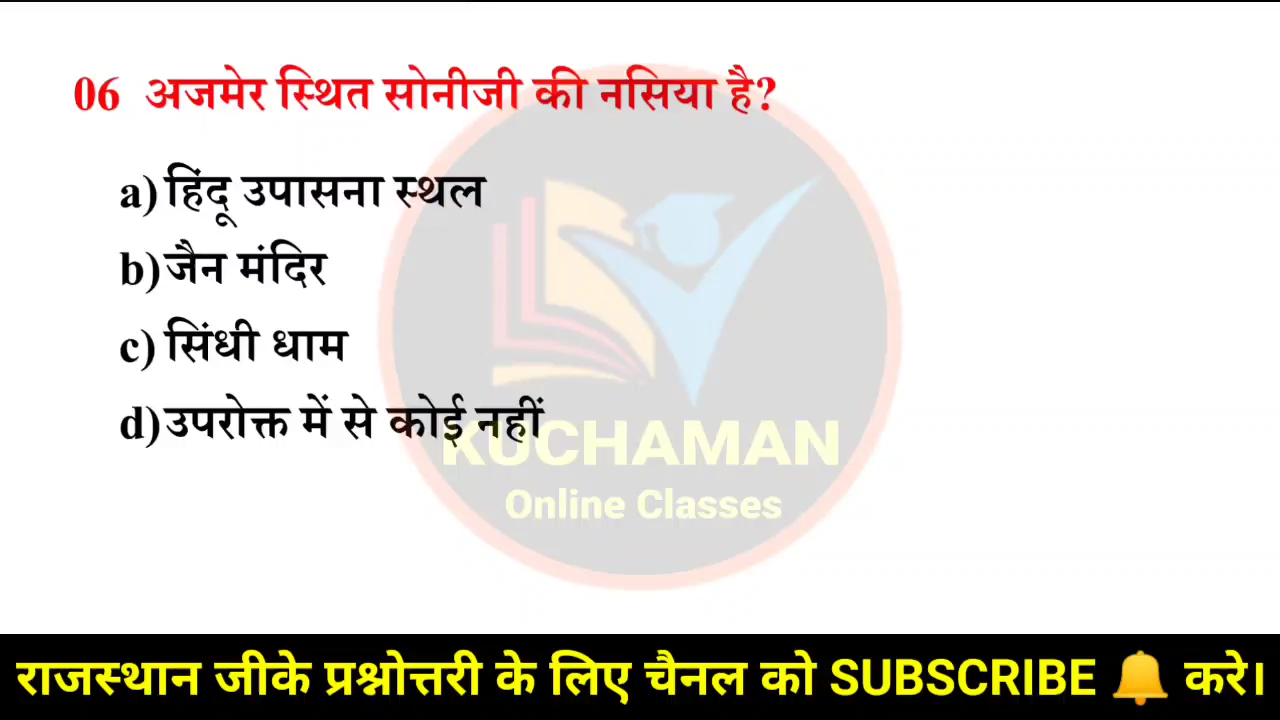 06 अजमेर स्थित सोनीजी की नसिया है?
a) हिंदू उपासना स्थल
b) जैन मंदिर
c) सिंधी धाम
d) उपरोक्त में से कोई नहीं
KUCHAMAN
Online Classes
राजस्थान जीके प्रश्नोत्तरी के लिए चैनल को SUBSCRIBE 🔔 करे।